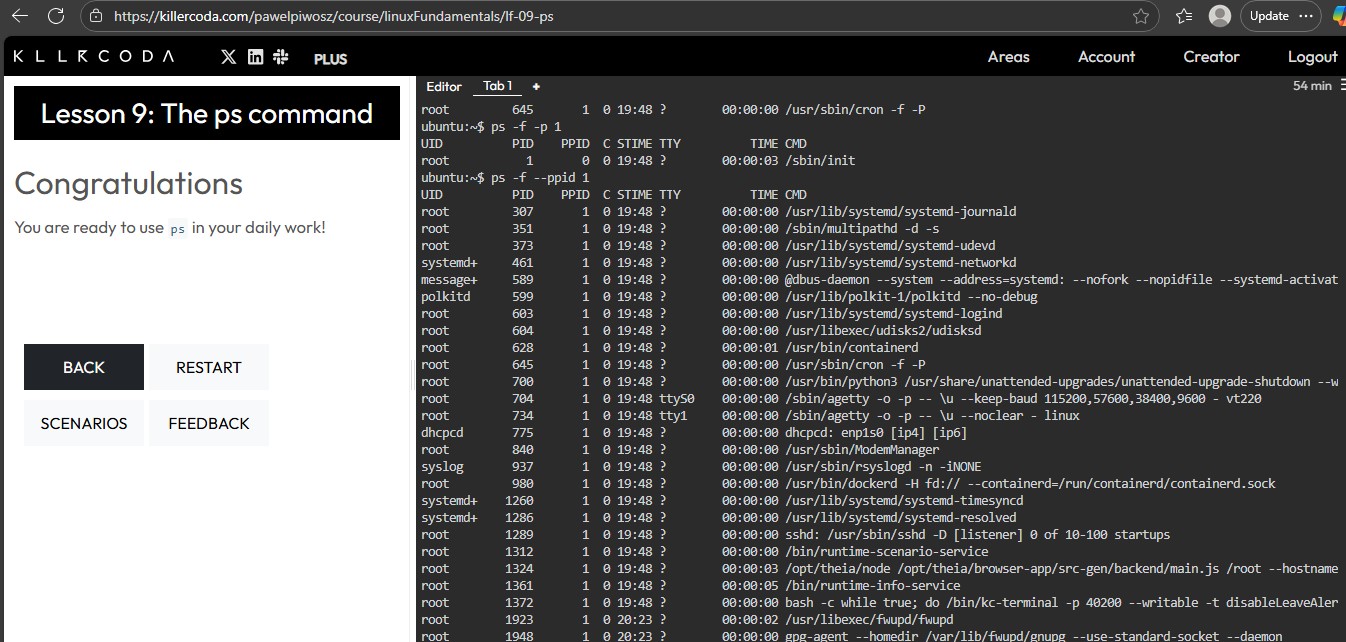 https://killercoda.com/pawelpiwosz/course/linuxFundamentals/lf-09-ps
Update
KLLRCODA
PLUS
Areas
Account
Creator
Logout
Lesson 9: The ps command
Congratulations
You are ready to use ps in your daily work!
BACK
RESTART
SCENARIOS
FEEDBACK
Editor Tab 1 +
54 min
root 645 1 0 19:48 ? 00:00:00 /usr/sbin/cron -f -P
ubuntu:~$ ps -f -p 1
UID PID PPID C STIME TTY TIME CMD
root 1 0 0 19:48 ? 00:00:03 /sbin/init
ubuntu:~$ ps -f --ppid 1
UID PID PPID C STIME TTY TIME CMD
root 307 1 0 19:48 ? 00:00:00 /usr/lib/systemd/systemd-journald
root 351 1 0 19:48 ? 00:00:00 /sbin/multipathd -d -s
root 373 1 0 19:48 ? 00:00:00 /usr/lib/systemd/systemd-udevd
systemd+ 461 1 0 19:48 ? 00:00:00 /usr/lib/systemd/systemd-networkd
message+ 589 1 0 19:48 ? 00:00:00 @dbus-daemon --system --address=systemd: --nofork --nopidfile --systemd-activat
polkitd 599 1 0 19:48 ? 00:00:00 /usr/lib/polkit-1/polkitd --no-debug
root 603 1 0 19:48 ? 00:00:00 /usr/lib/systemd/systemd-logind
root 604 1 0 19:48 ? 00:00:00 /usr/libexec/udisks2/udisksd
root 628 1 0 19:48 ? 00:00:01 /usr/bin/containerd
root 645 1 0 19:48 ? 00:00:00 /usr/sbin/cron -f -P
root 700 1 0 19:48 ? 00:00:00 /usr/bin/python3 /usr/share/unattended-upgrades/unattended-upgrade-shutdown --w
root 704 1 0 19:48 ttyS0 00:00:00 /sbin/agetty -o -p -- \u --keep-baud 115200,57600,38400,9600 - vt220
root 734 1 0 19:48 tty1 00:00:00 /sbin/agetty -o -p -- \u --noclear - linux
dhcpcd 775 1 0 19:48 ? 00:00:00 dhcpcd: enp1s0 [ip4] [ip6]
root 840 1 0 19:48 ? 00:00:00 /usr/sbin/ModemManager
syslog 937 1 0 19:48 ? 00:00:00 /usr/sbin/rsyslogd -n -iNONE
root 980 1 0 19:48 ? 00:00:00 /usr/bin/dockerd -H fd:// --containerd=/run/containerd/containerd.sock
systemd+ 1260 1 0 19:48 ? 00:00:00 /usr/lib/systemd/systemd-timesyncd
systemd+ 1286 1 0 19:48 ? 00:00:00 /usr/lib/systemd/systemd-resolved
root 1289 1 0 19:48 ? 00:00:00 sshd: /usr/sbin/sshd -D [listener] 0 of 10-100 startups
root 1312 1 0 19:48 ? 00:00:00 /bin/runtime-scenario-service
root 1324 1 0 19:48 ? 00:00:03 /opt/theia/node /opt/theia/browser-app/src-gen/backend/main.js /root --hostname
root 1361 1 0 19:48 ? 00:00:05 /bin/runtime-info-service
root 1372 1 0 19:48 ? 00:00:00 bash -c while true; do /bin/kc-terminal -p 40200 --writable -t disableLeaveAler
root 1923 1 0 20:23 ? 00:00:02 /usr/libexec/fwupd/fwupd
root 1948 1 0 20:23 ? 00:00:00 gpg-agent --homedir /var/lib/fwupd/gnupg --use-standard-socket --daemon